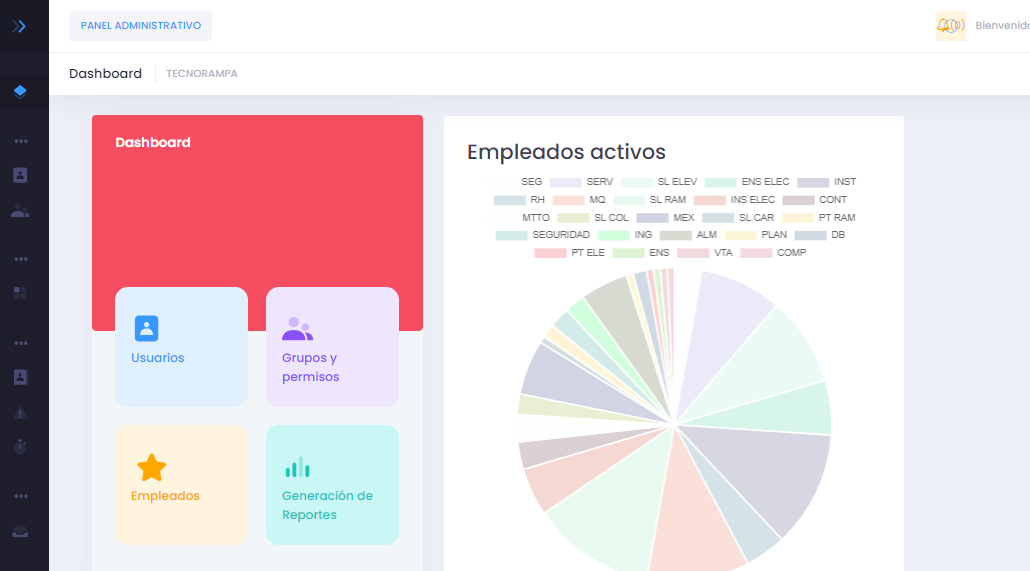 PANEL ADMINISTRATIVO
Bienvenido
Dashboard TECNORAMPA
Dashboard
Usuarios
Grupos y
permisos
Empleados
Generación de
Reportes
Empleados activos
SEG SERV SL ELEV ENS ELEC INST
RH MQ SL RAM INS ELEC CONT
MTTO SL COL MEX SL CAR PT RAM
SEGURIDAD ING ALM PLAN DB
PT ELE ENS VTA COMP